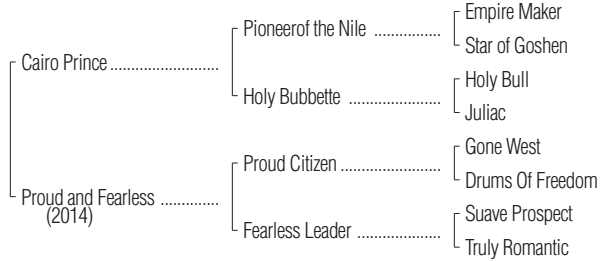 Empire Maker
Pioneerof the Nile ................
Star of Goshen
Cairo Prince ..........................
Holy Bull
Holy Bubbette ......................
Juliac
Gone West
Proud Citizen ........................
Drums Of Freedom
Proud and Fearless ..............
(2014)
Suave Prospect
Fearless Leader ....................
Truly Romantic